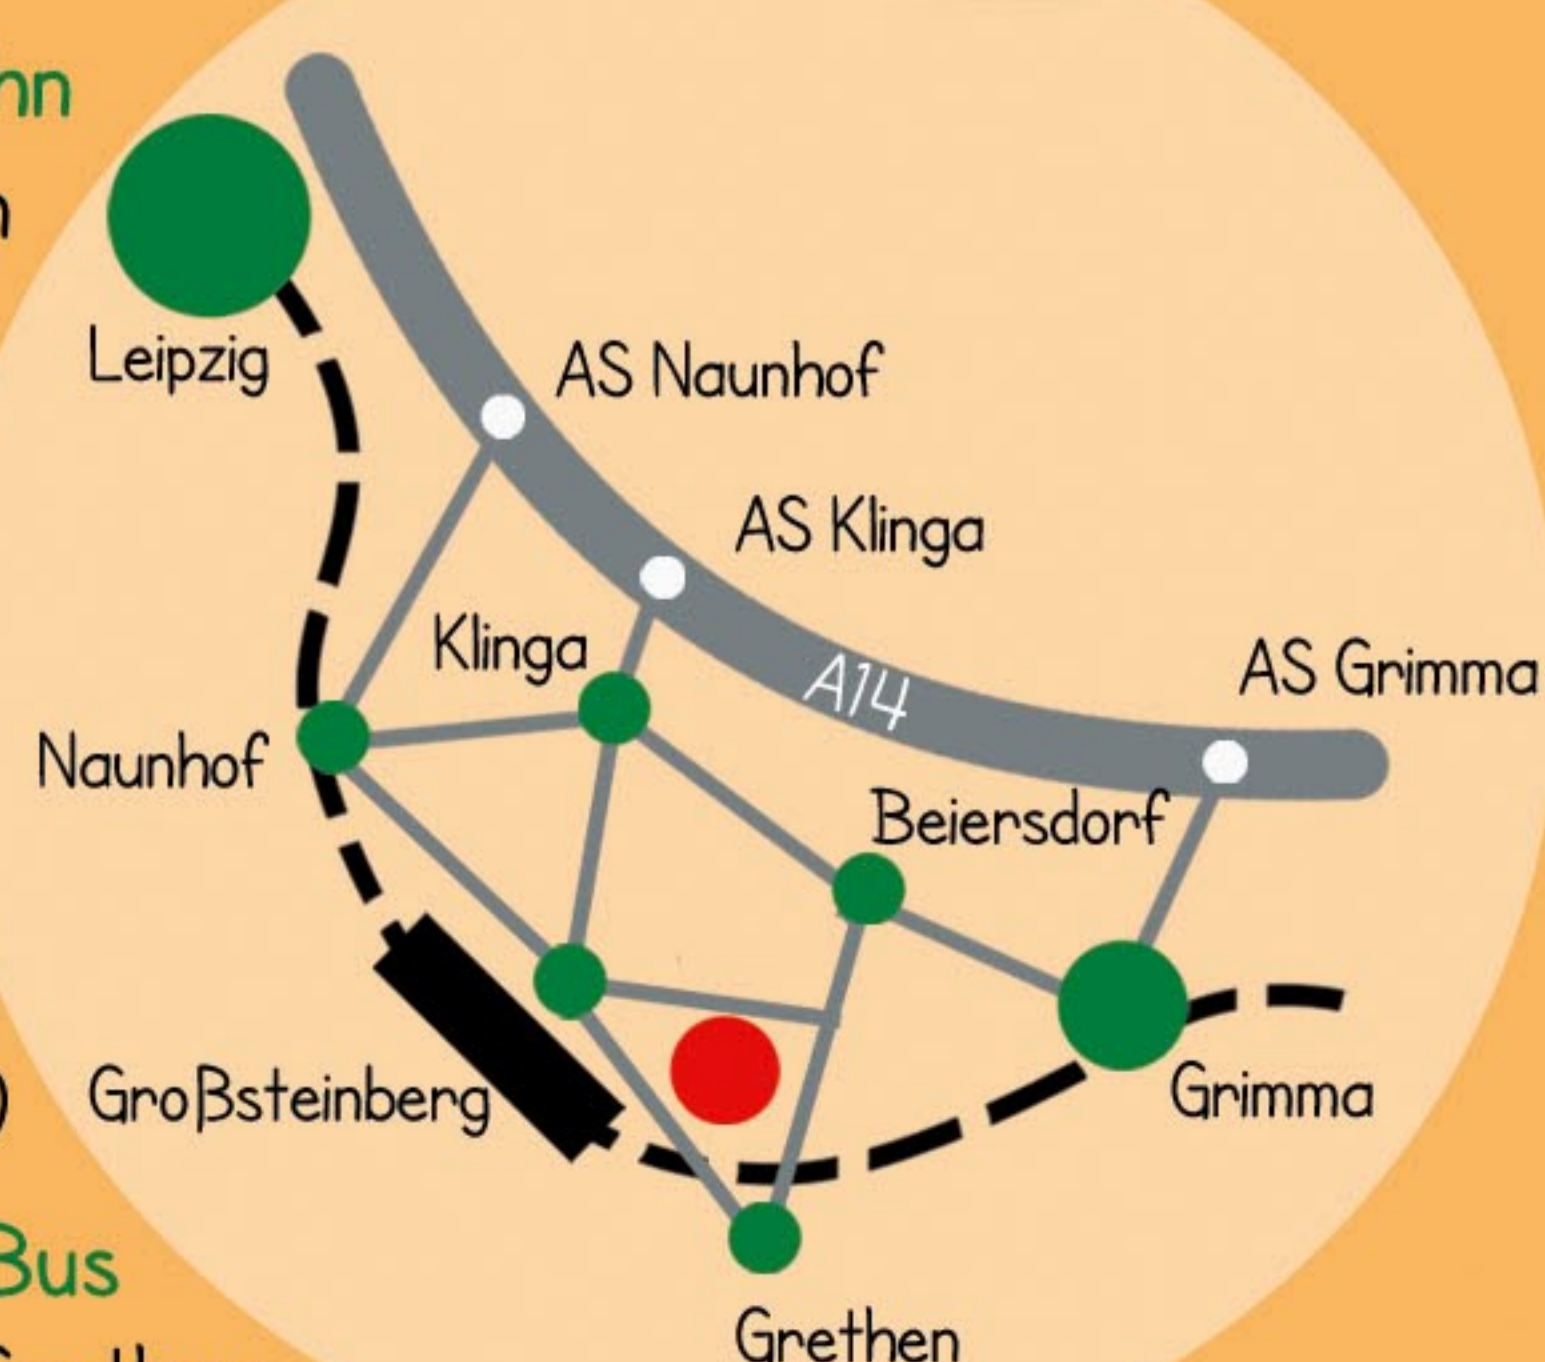 Leipzig
AS Naunhof
AS Klinga
Klinga
A14
AS Grimma
Naunhof
Beiersdorf
Großsteinberg
Grimma
Bus
Grethen